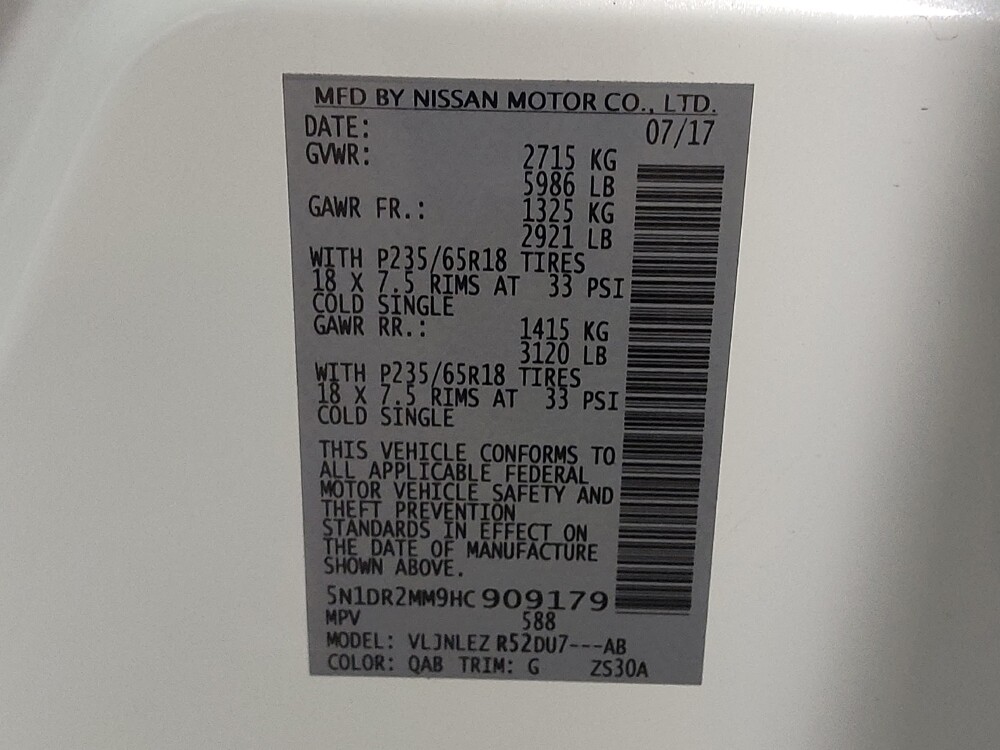 MFD BY NISSAN MOTOR CO., LTD.
DATE: 07/17
GVWR: 2715 KG
5986 LB
GAWR FR.: 1325 KG
2921 LB
WITH P235/65R18 TIRES
18 X 7.5 RIMS AT 33 PSI
COLD SINGLE
GAWR RR.: 1415 KG
3120 LB
WITH P235/65R18 TIRES
18 X 7.5 RIMS AT 33 PSI
COLD SINGLE
THIS VEHICLE CONFORMS TO
ALL APPLICABLE FEDERAL
MOTOR VEHICLE SAFETY AND
THEFT PREVENTION
STANDARDS IN EFFECT ON
THE DATE OF MANUFACTURE
SHOWN ABOVE.
5N1DR2MM9HC909179
MPV 588
MODEL: VLJNLEZ R52DU7---AB
COLOR: QAB TRIM: G ZS30A